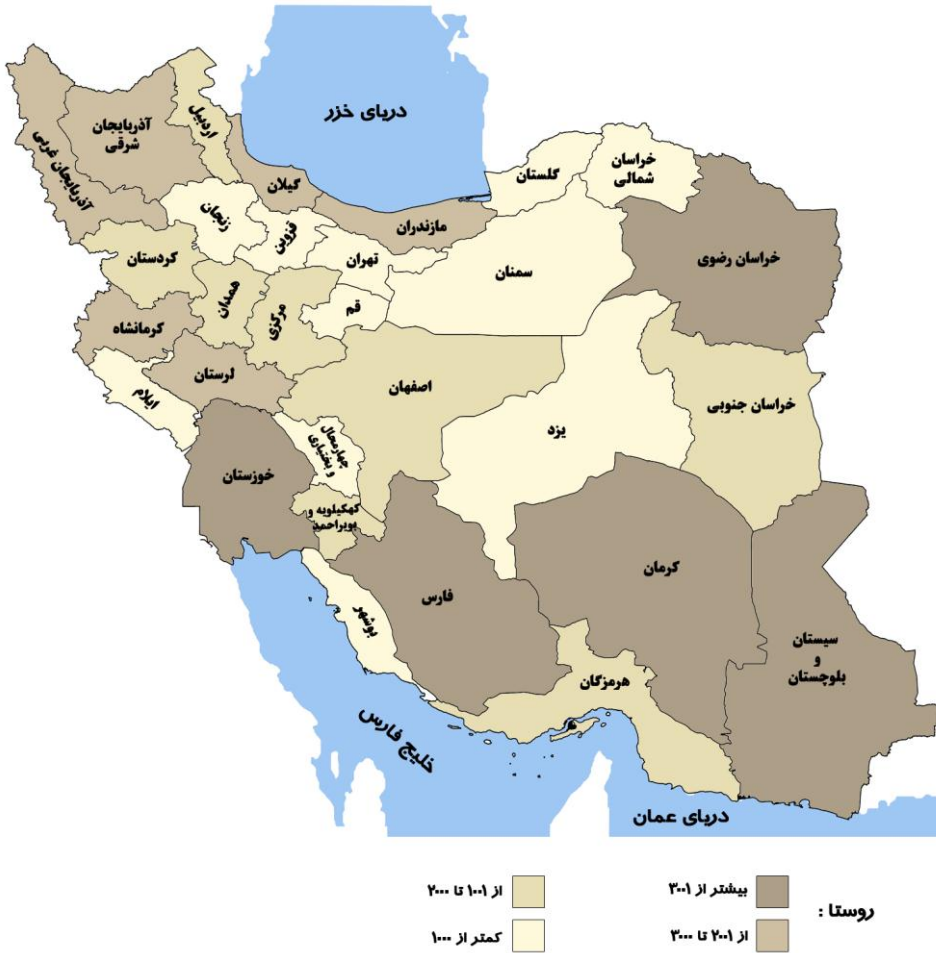 دریای خزر
آذربایجان
شرقی
اردبیل
آذربایجان غربی
گیلان
گلستان
خراسان
شمالی
مازندران
زنجان
قزوین
تهران
سمنان
خراسان رضوی
کردستان
همدان
مرکزی
قم
کرمانشاه
لرستان
اصفهان
یزد
خراسان جنوبی
ایلام
چهارمحال
و بختیاری
خوزستان
کهکیلویه و
بویراحمد
فارس
کرمان
بوشهر
سیستان
و
بلوچستان
هرمزگان
خلیج فارس
دریای عمان
روستا :
بیشتر از ۳۰۰۱
از ۲۰۰۱ تا ۳۰۰۰
از ۱۰۰۱ تا ۲۰۰۰
کمتر از ۱۰۰۰